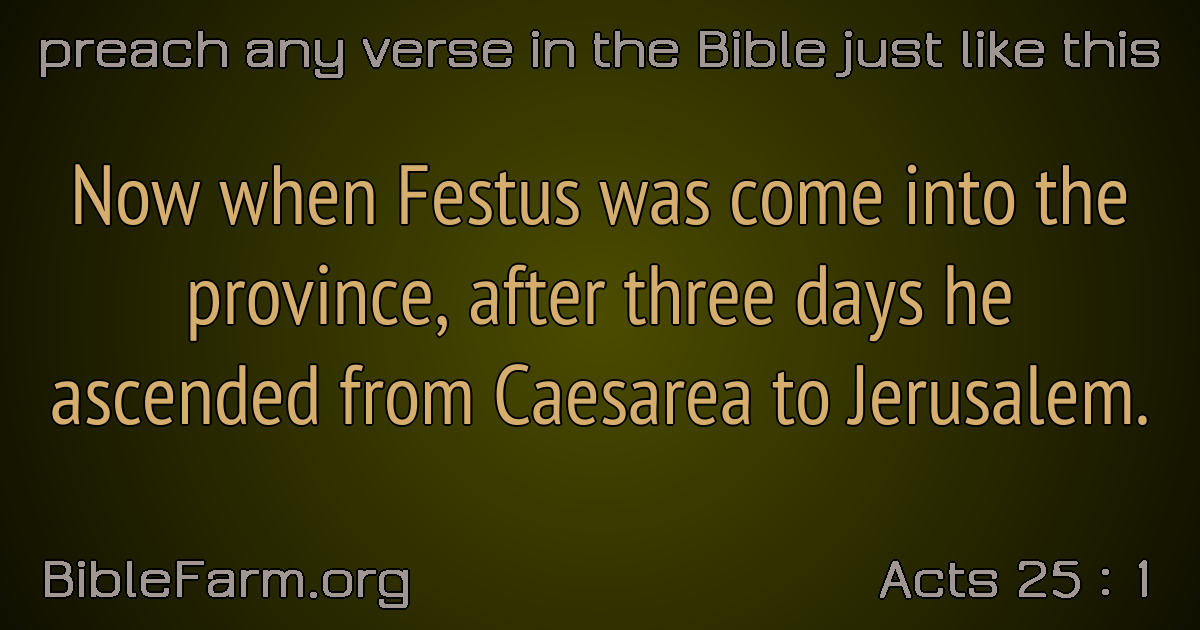 preach any verse in the Bible just like this
Now when Festus was come into the
province, after three days he
ascended from Caesarea to Jerusalem.
BibleFarm.org
Acts 25 : 1